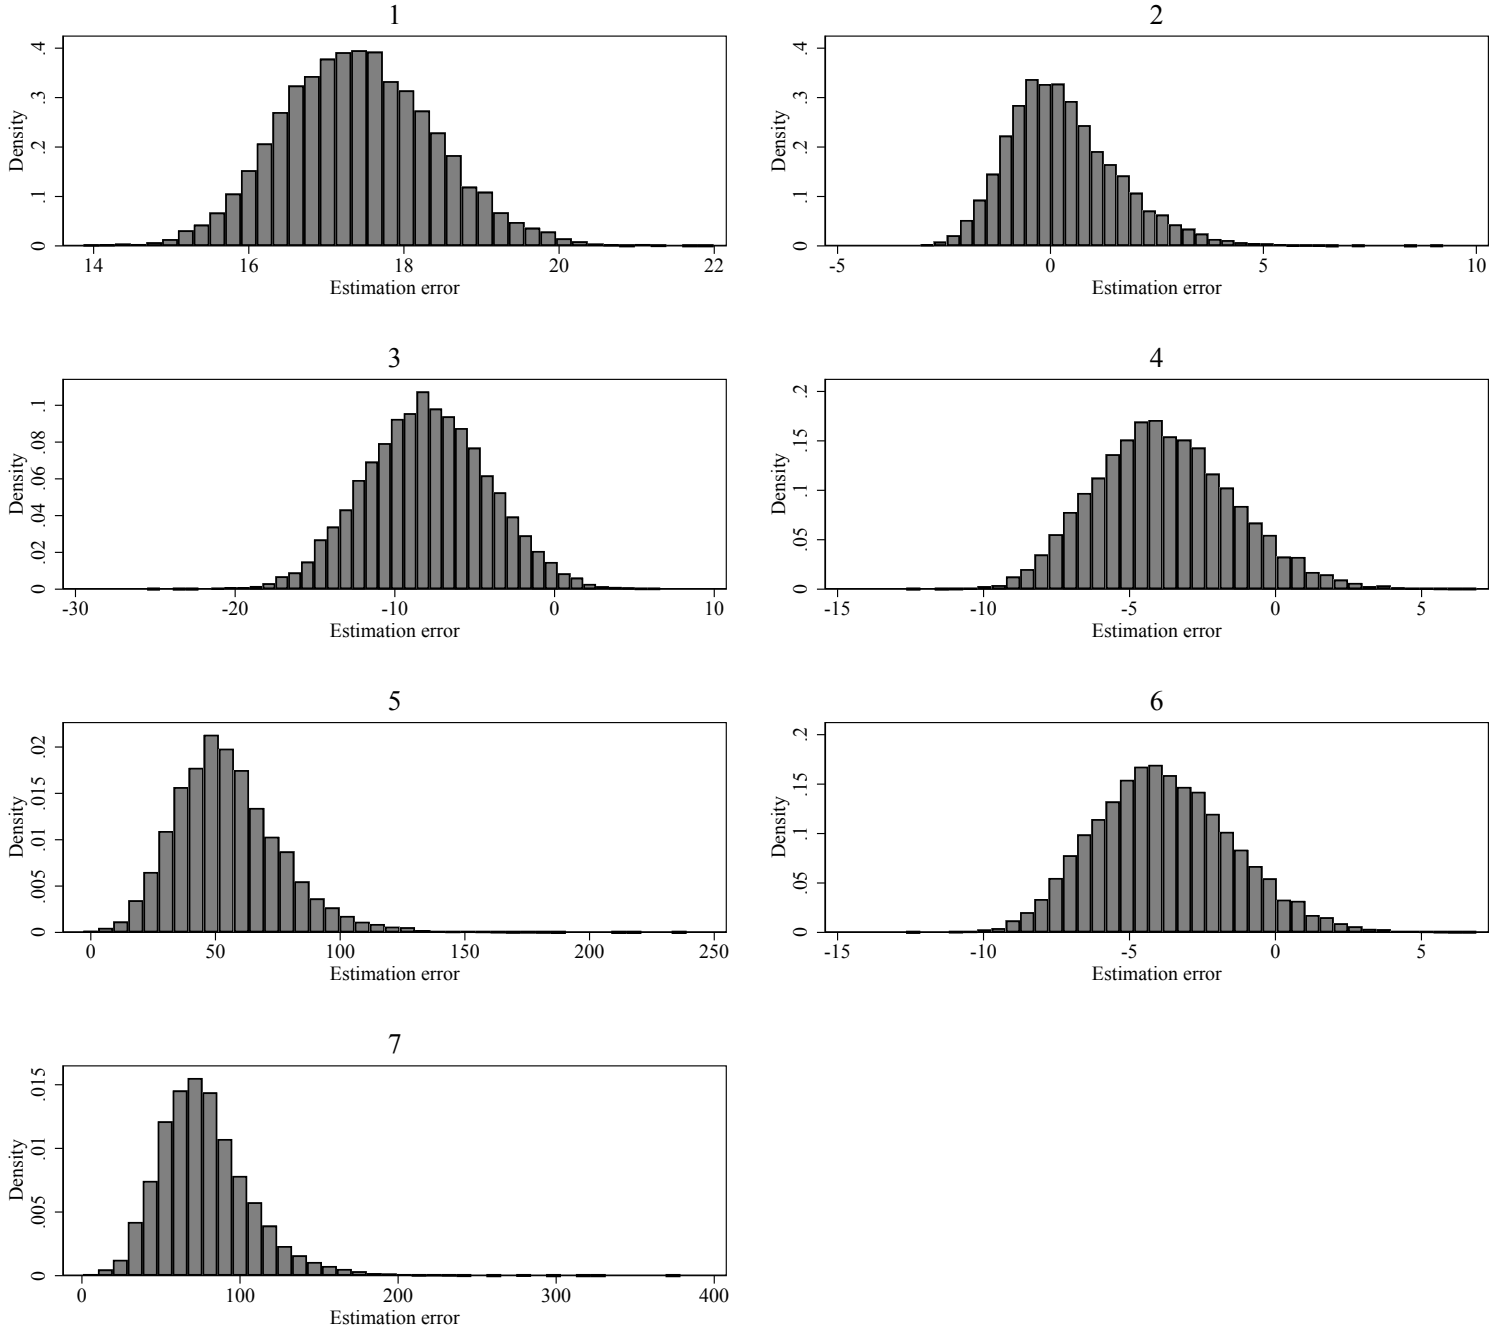 1
Density
.4
.3
.2
.1
0
14 16 18 20 22
Estimation error
2
Density
.4
.3
.2
.1
0
-5 0 5 10
Estimation error
3
Density
.1
.08
.06
.04
.02
0
-30 -20 -10 0 10
Estimation error
4
Density
.2
.15
.1
.05
0
-15 -10 -5 0 5
Estimation error
5
Density
.02
.015
.01
.005
0
0 50 100 150 200 250
Estimation error
6
Density
.2
.15
.1
.05
0
-15 -10 -5 0 5
Estimation error
7
Density
.015
.01
.005
0
0 100 200 300 400
Estimation error